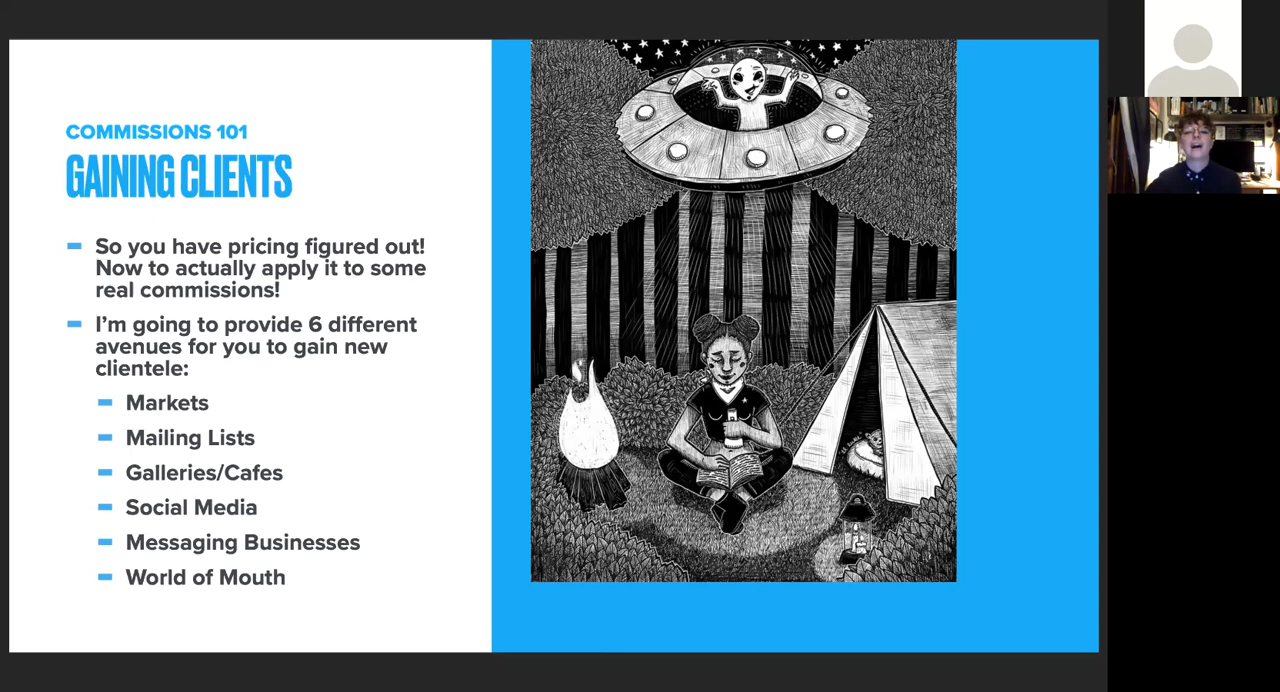 COMMISSIONS 101
GAINING CLIENTS
So you have pricing figured out!
Now to actually apply it to some
real commissions!
I'm going to provide 6 different
avenues for you to gain new
clientele:
Markets
Mailing Lists
Galleries/Cafes
Social Media
Messaging Businesses
World of Mouth